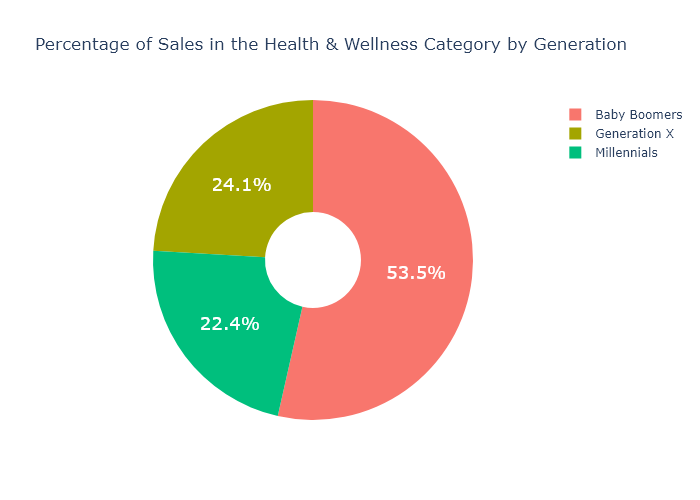 Percentage of Sales in the Health & Wellness Category by Generation
Baby Boomers
Generation X
Millennials
24.1%
53.5%
22.4%